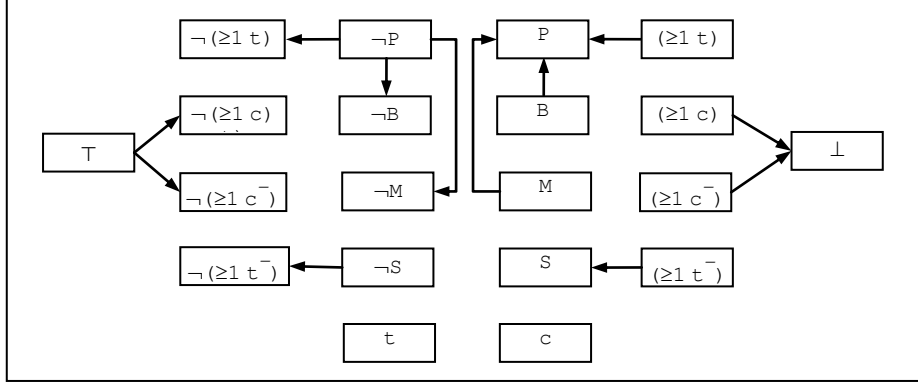 ¬(≥1 t) ¬P P (≥1 t)
¬(≥1 c) ¬B B (≥1 c)
⊤ ⊥
¬(≥1 c⁻) ¬M M (≥1 c⁻)
¬(≥1 t⁻) ¬S S (≥1 t⁻)
t c